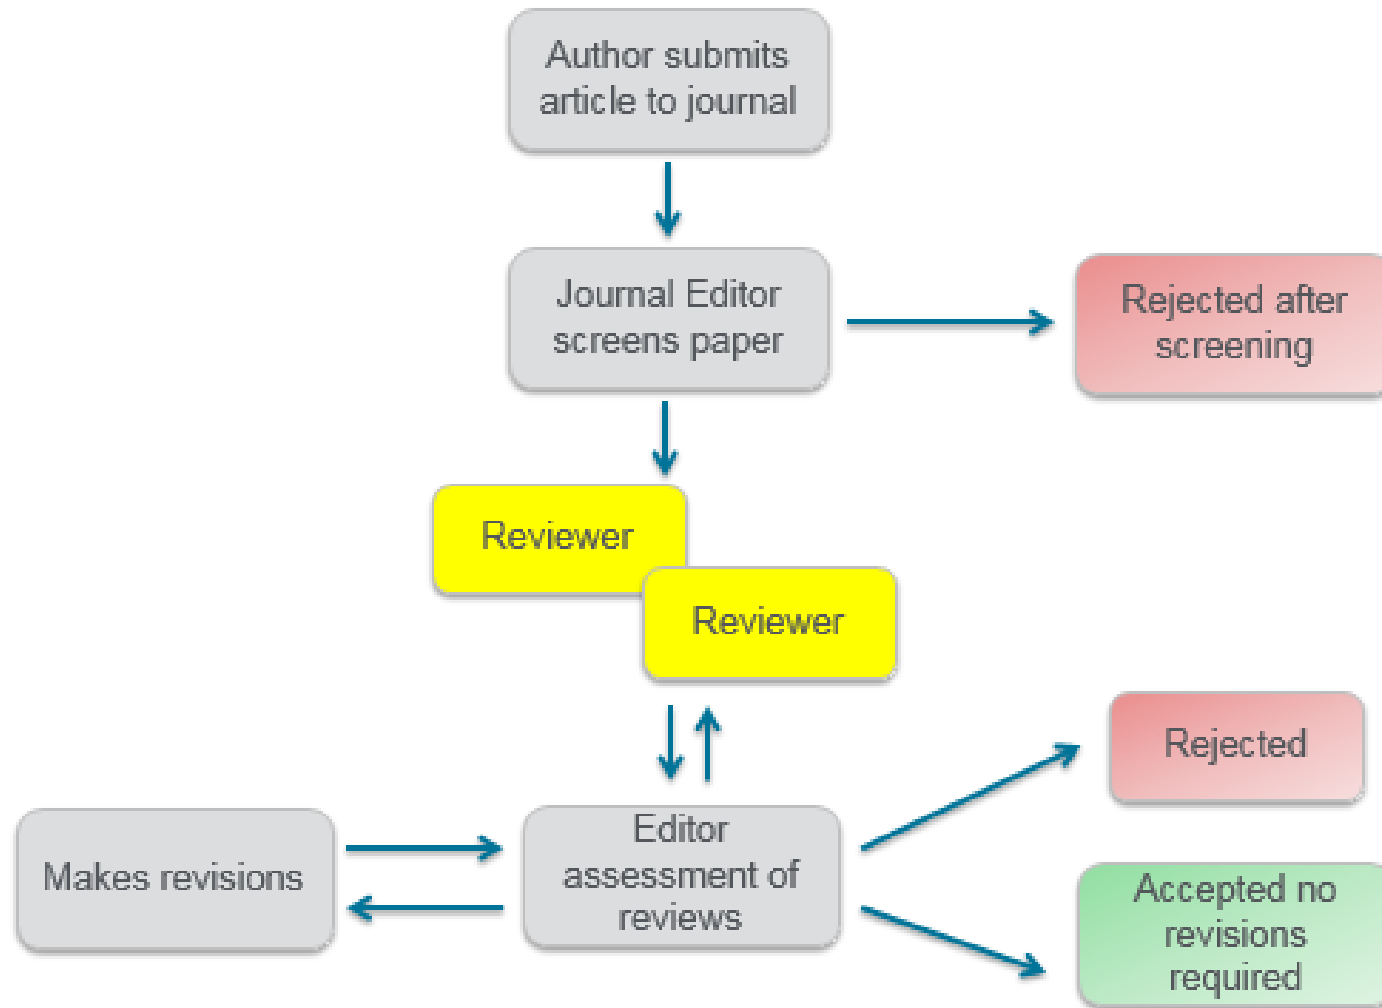 Author submits
article to journal
Journal Editor
screens paper
Rejected after
screening
Reviewer
Reviewer
Rejected
Makes revisions
Editor
assessment of
reviews
Accepted no
revisions
required